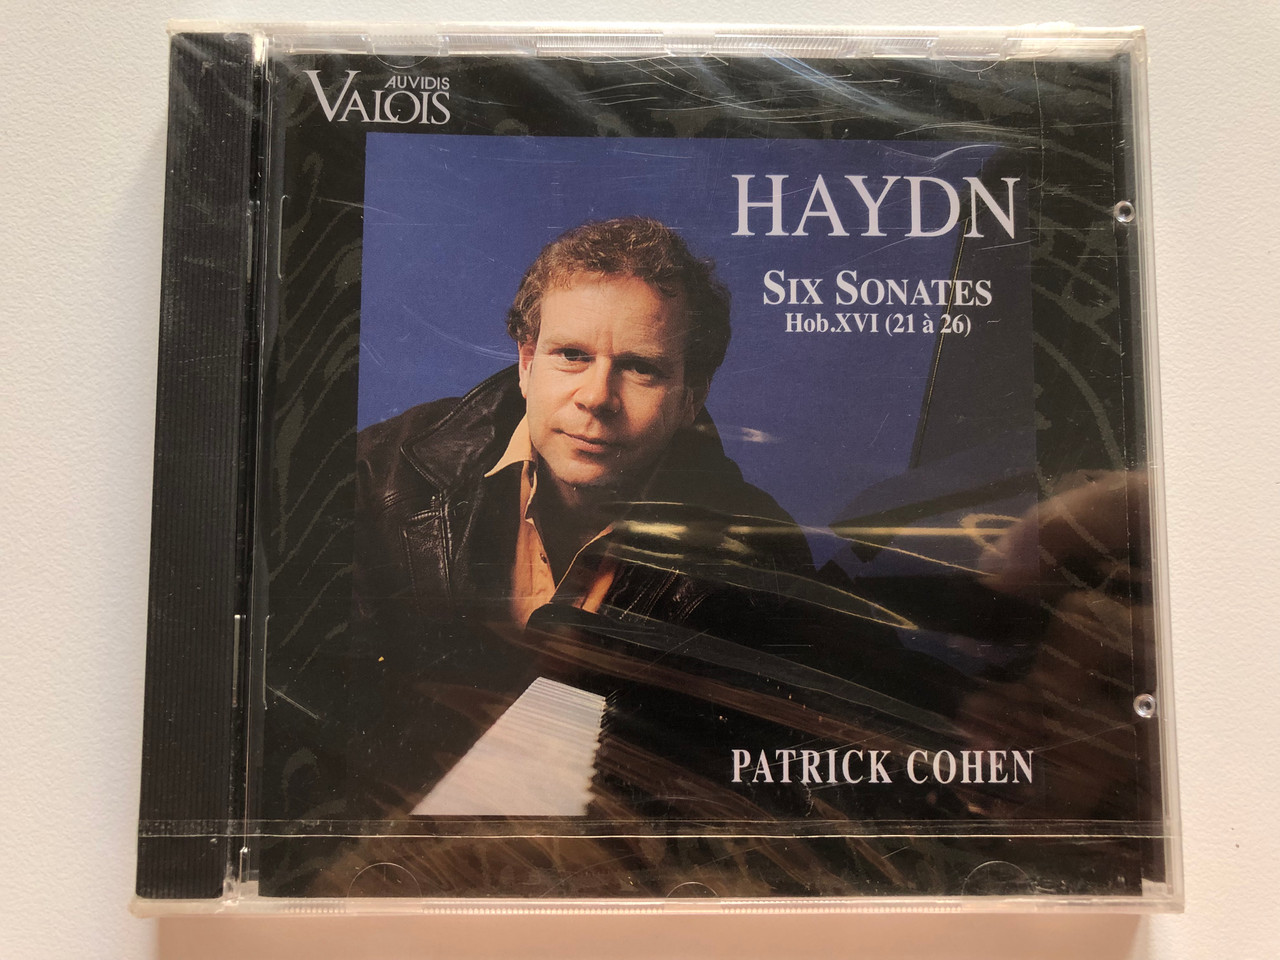 AUVIDIS
VALOIS
HAYDN
SIX SONATES
Hob.XVI (21 à 26)
PATRICK COHEN